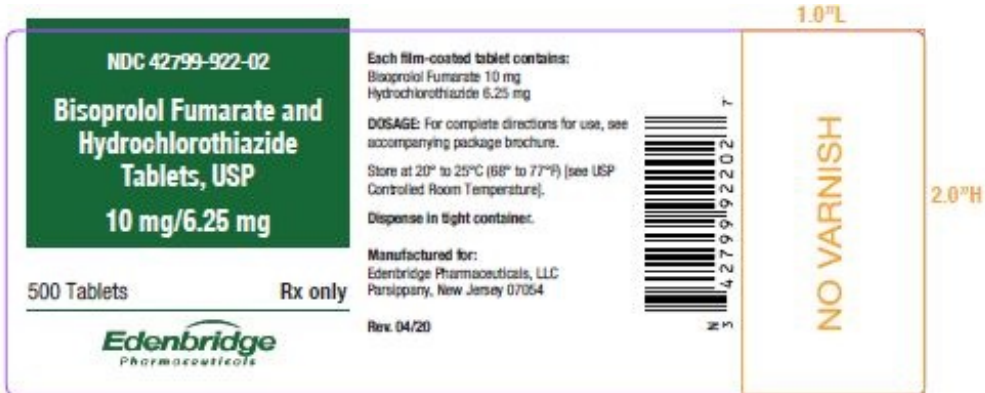 NDC 42799-922-02
Bisoprolol Fumarate and
Hydrochlorothiazide
Tablets, USP
10 mg/6.25 mg
500 Tablets
Rx only
Edenbridge
Pharmaceuticals
Each film-coated tablet contains:
Bisoprolol Fumarate 10 mg
Hydrochlorothiazide 6.25 mg
DOSAGE: For complete directions for use, see
accompanying package brochure.
Store at 20° to 25°C (68° to 77°F) [see USP
Controlled Room Temperature].
Dispense in tight container.
Manufactured for:
Edenbridge Pharmaceuticals, LLC
Parsippany, New Jersey 07054
Rev. 04/20
N
3 42799 92202 7
1.0"L
NO VARNISH
2.0"H